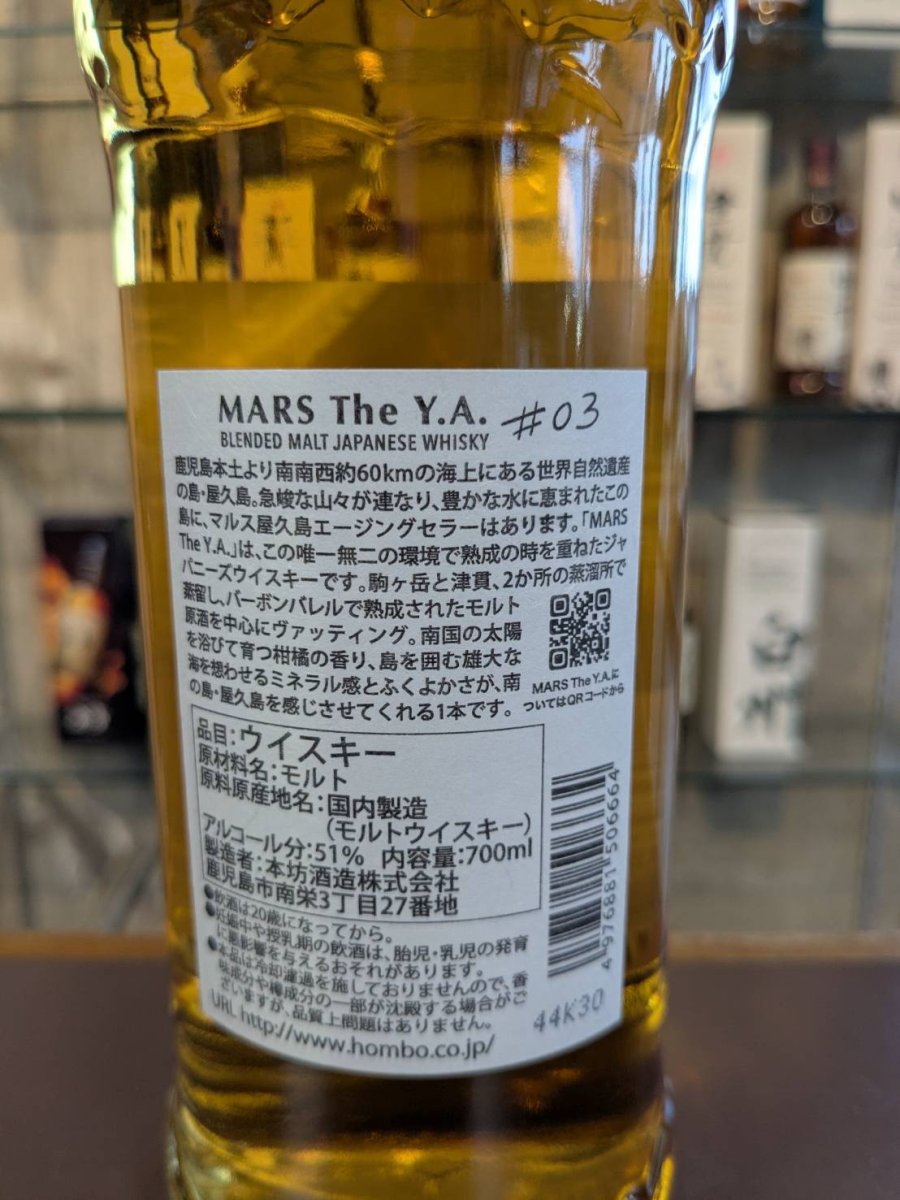 MARS The Y.A. #03
BLENDED MALT JAPANESE WHISKY
鹿児島本土より南南西約60kmの海上にある世界自然遺産
の島・屋久島。急峻な山々が連なり、豊かな水に恵まれたこの
島に、マルス屋久島エージングセラーはあります。「MARS
The Y.A.」は、この唯一無二の環境で熟成の時を重ねたジャ
パニーズウイスキーです。駒ヶ岳と津貫、2か所の蒸溜所で
蒸留し、バーボンバレルで熟成されたモルト
原酒を中心にヴァッティング。南国の太陽
を浴びて育つ柑橘の香り、島を囲む雄大な
海を想わせるミネラル感とふくよかさが、南
の島・屋久島を感じさせてくれる1本です。
MARS The Y.A.に
ついてはQRコードから
品目:ウイスキー
原材料名:モルト
原料原産地名:国内製造
(モルトウイスキー)
アルコール分:51% 内容量:700ml
製造者:本坊酒造株式会社
鹿児島市南栄3丁目27番地
●飲酒は20歳になってから。
●妊娠中や授乳期の飲酒は、胎児・乳児の発育
に悪影響を与えるおそれがあります。
●本品は冷却濾過を施しておりませんので、香
味成分や樽成分の一部が沈殿する場合がご
ざいますが、品質上問題はありません。
URL http://www.hombo.co.jp/
4 976881 506664
44K30